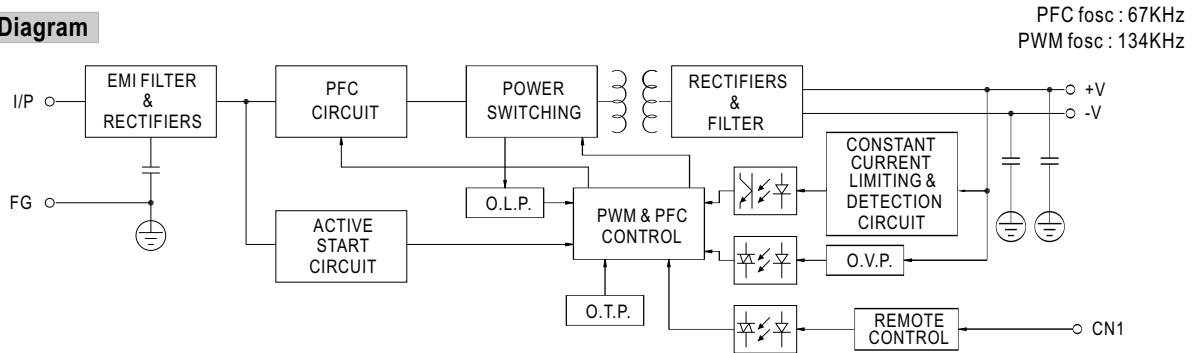 Diagram
PFC fosc : 67KHz
PWM fosc : 134KHz
I/P
EMI FILTER
&
RECTIFIERS
PFC
CIRCUIT
POWER
SWITCHING
RECTIFIERS
&
FILTER
+V
-V
FG
ACTIVE
START
CIRCUIT
O.L.P.
PWM & PFC
CONTROL
O.T.P.
CONSTANT
CURRENT
LIMITING &
DETECTION
CIRCUIT
O.V.P.
REMOTE
CONTROL
CN1